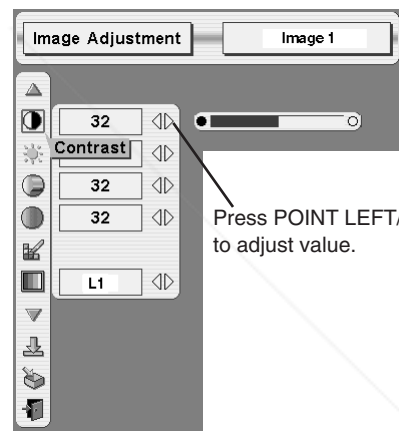 Image Adjustment
Image 1
32
Contrast
32
32
Press POINT LEFT/
to adjust value.
L1